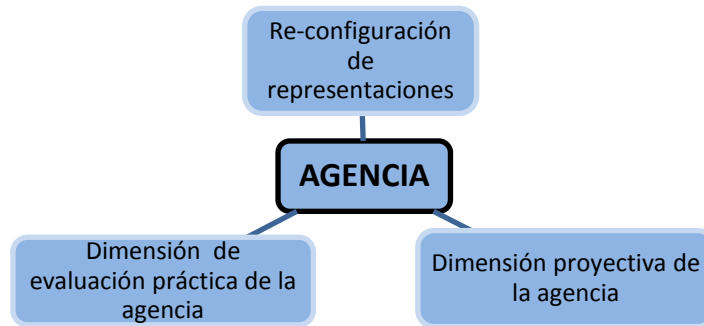 Re-configuración
de
representaciones
AGENCIA
Dimensión de
evaluación práctica de la
agencia
Dimensión proyectiva de
la agencia